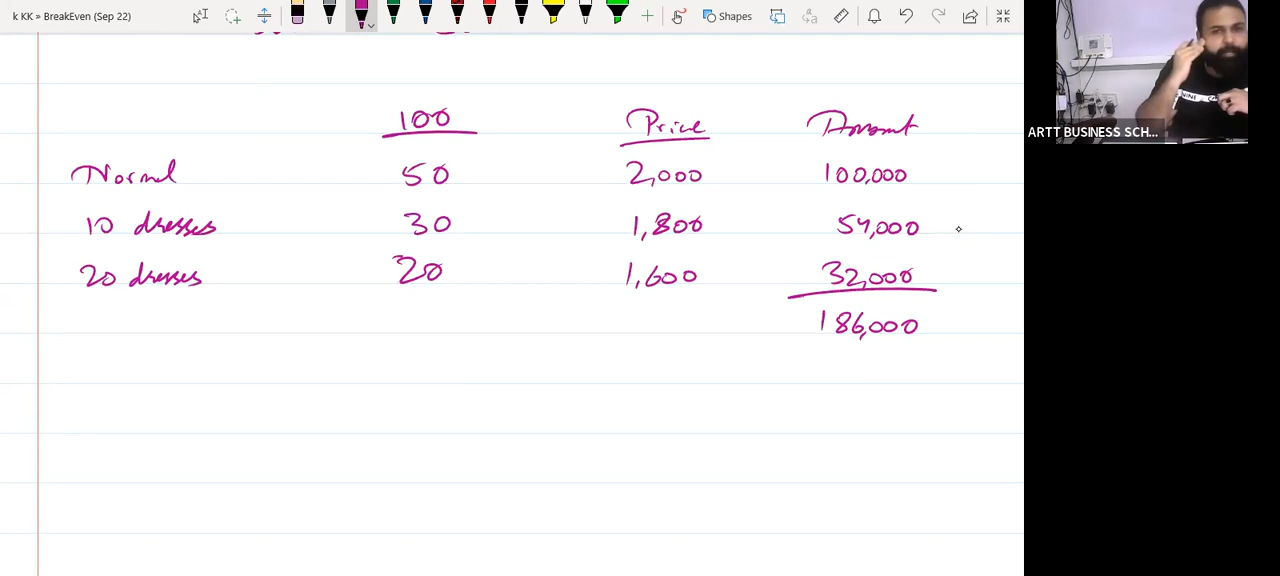 k KK » BreakEven (Sep 22)
Shapes
ARTT BUSINESS SCH...
100 Price Amount
Normal 50 2,000 100,000
10 dresses 30 1,800 54,000
20 dresses 20 1,600 32,000
186,000